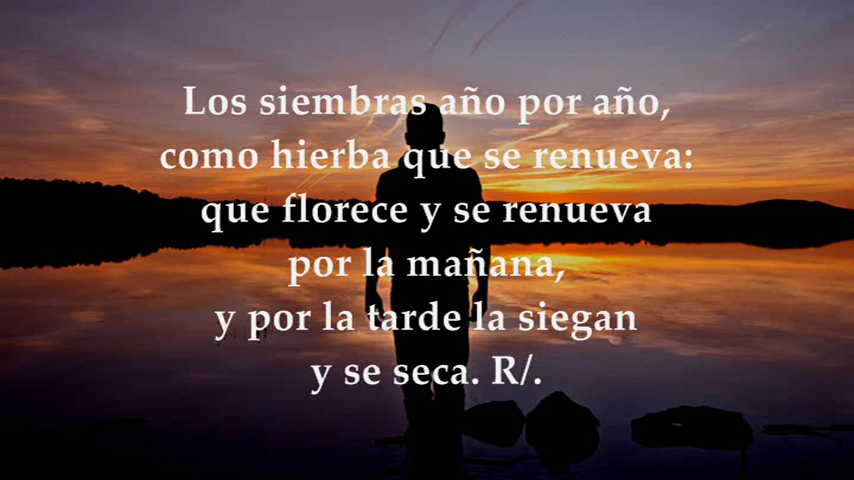 Los siembras año por año,
como hierba que se renueva:
que florece y se renueva
por la mañana,
y por la tarde la siegan
y se seca. R/.